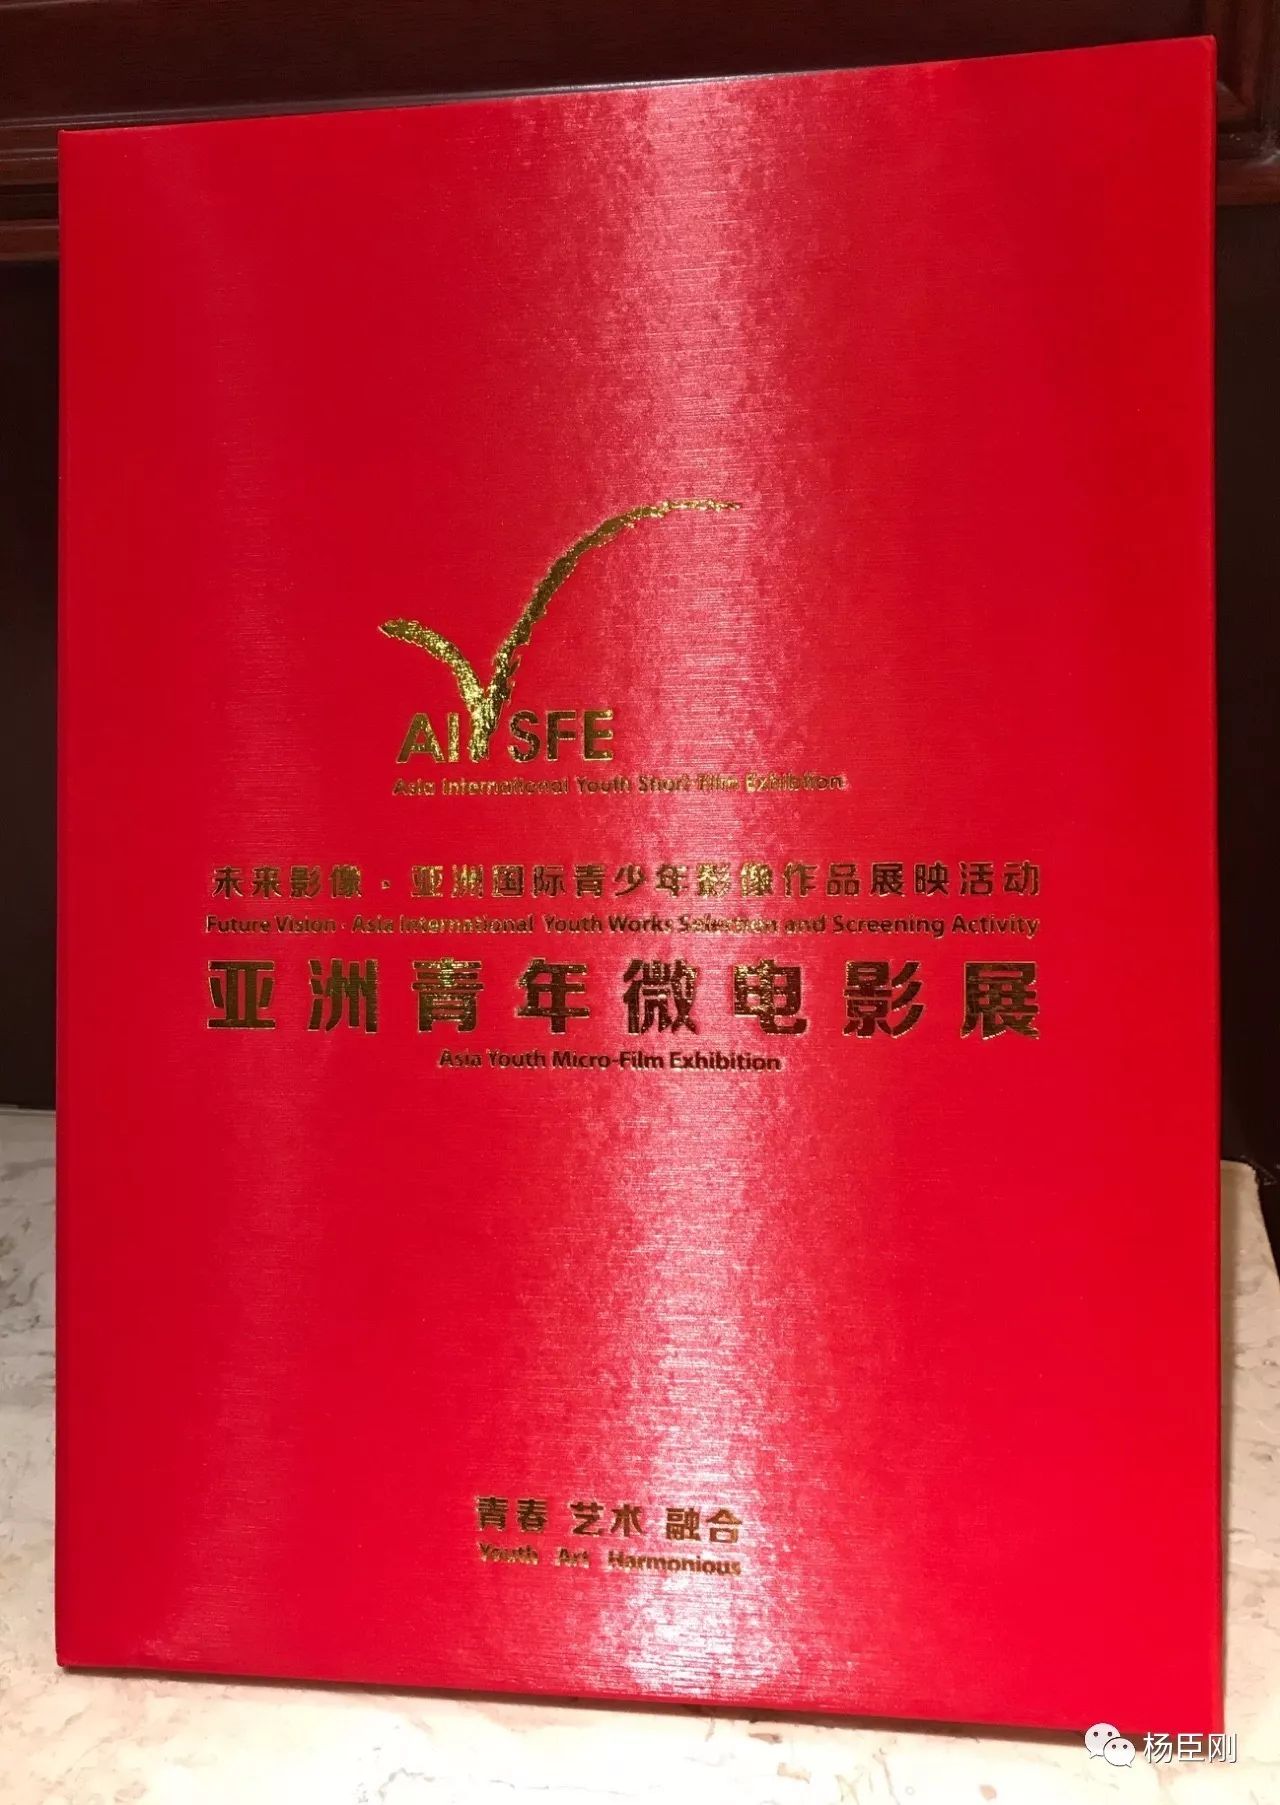 AIYSFE
Asia International Youth Short Film Exhibition
未来影像·亚洲国际青少年影像作品展映活动
Future Vision·Asia International Youth Works Selection and Screening Activity
亚洲青年微电影展
Asia Youth Micro-Film Exhibition
青春 艺术 融合
Youth Art Harmonious
杨臣刚